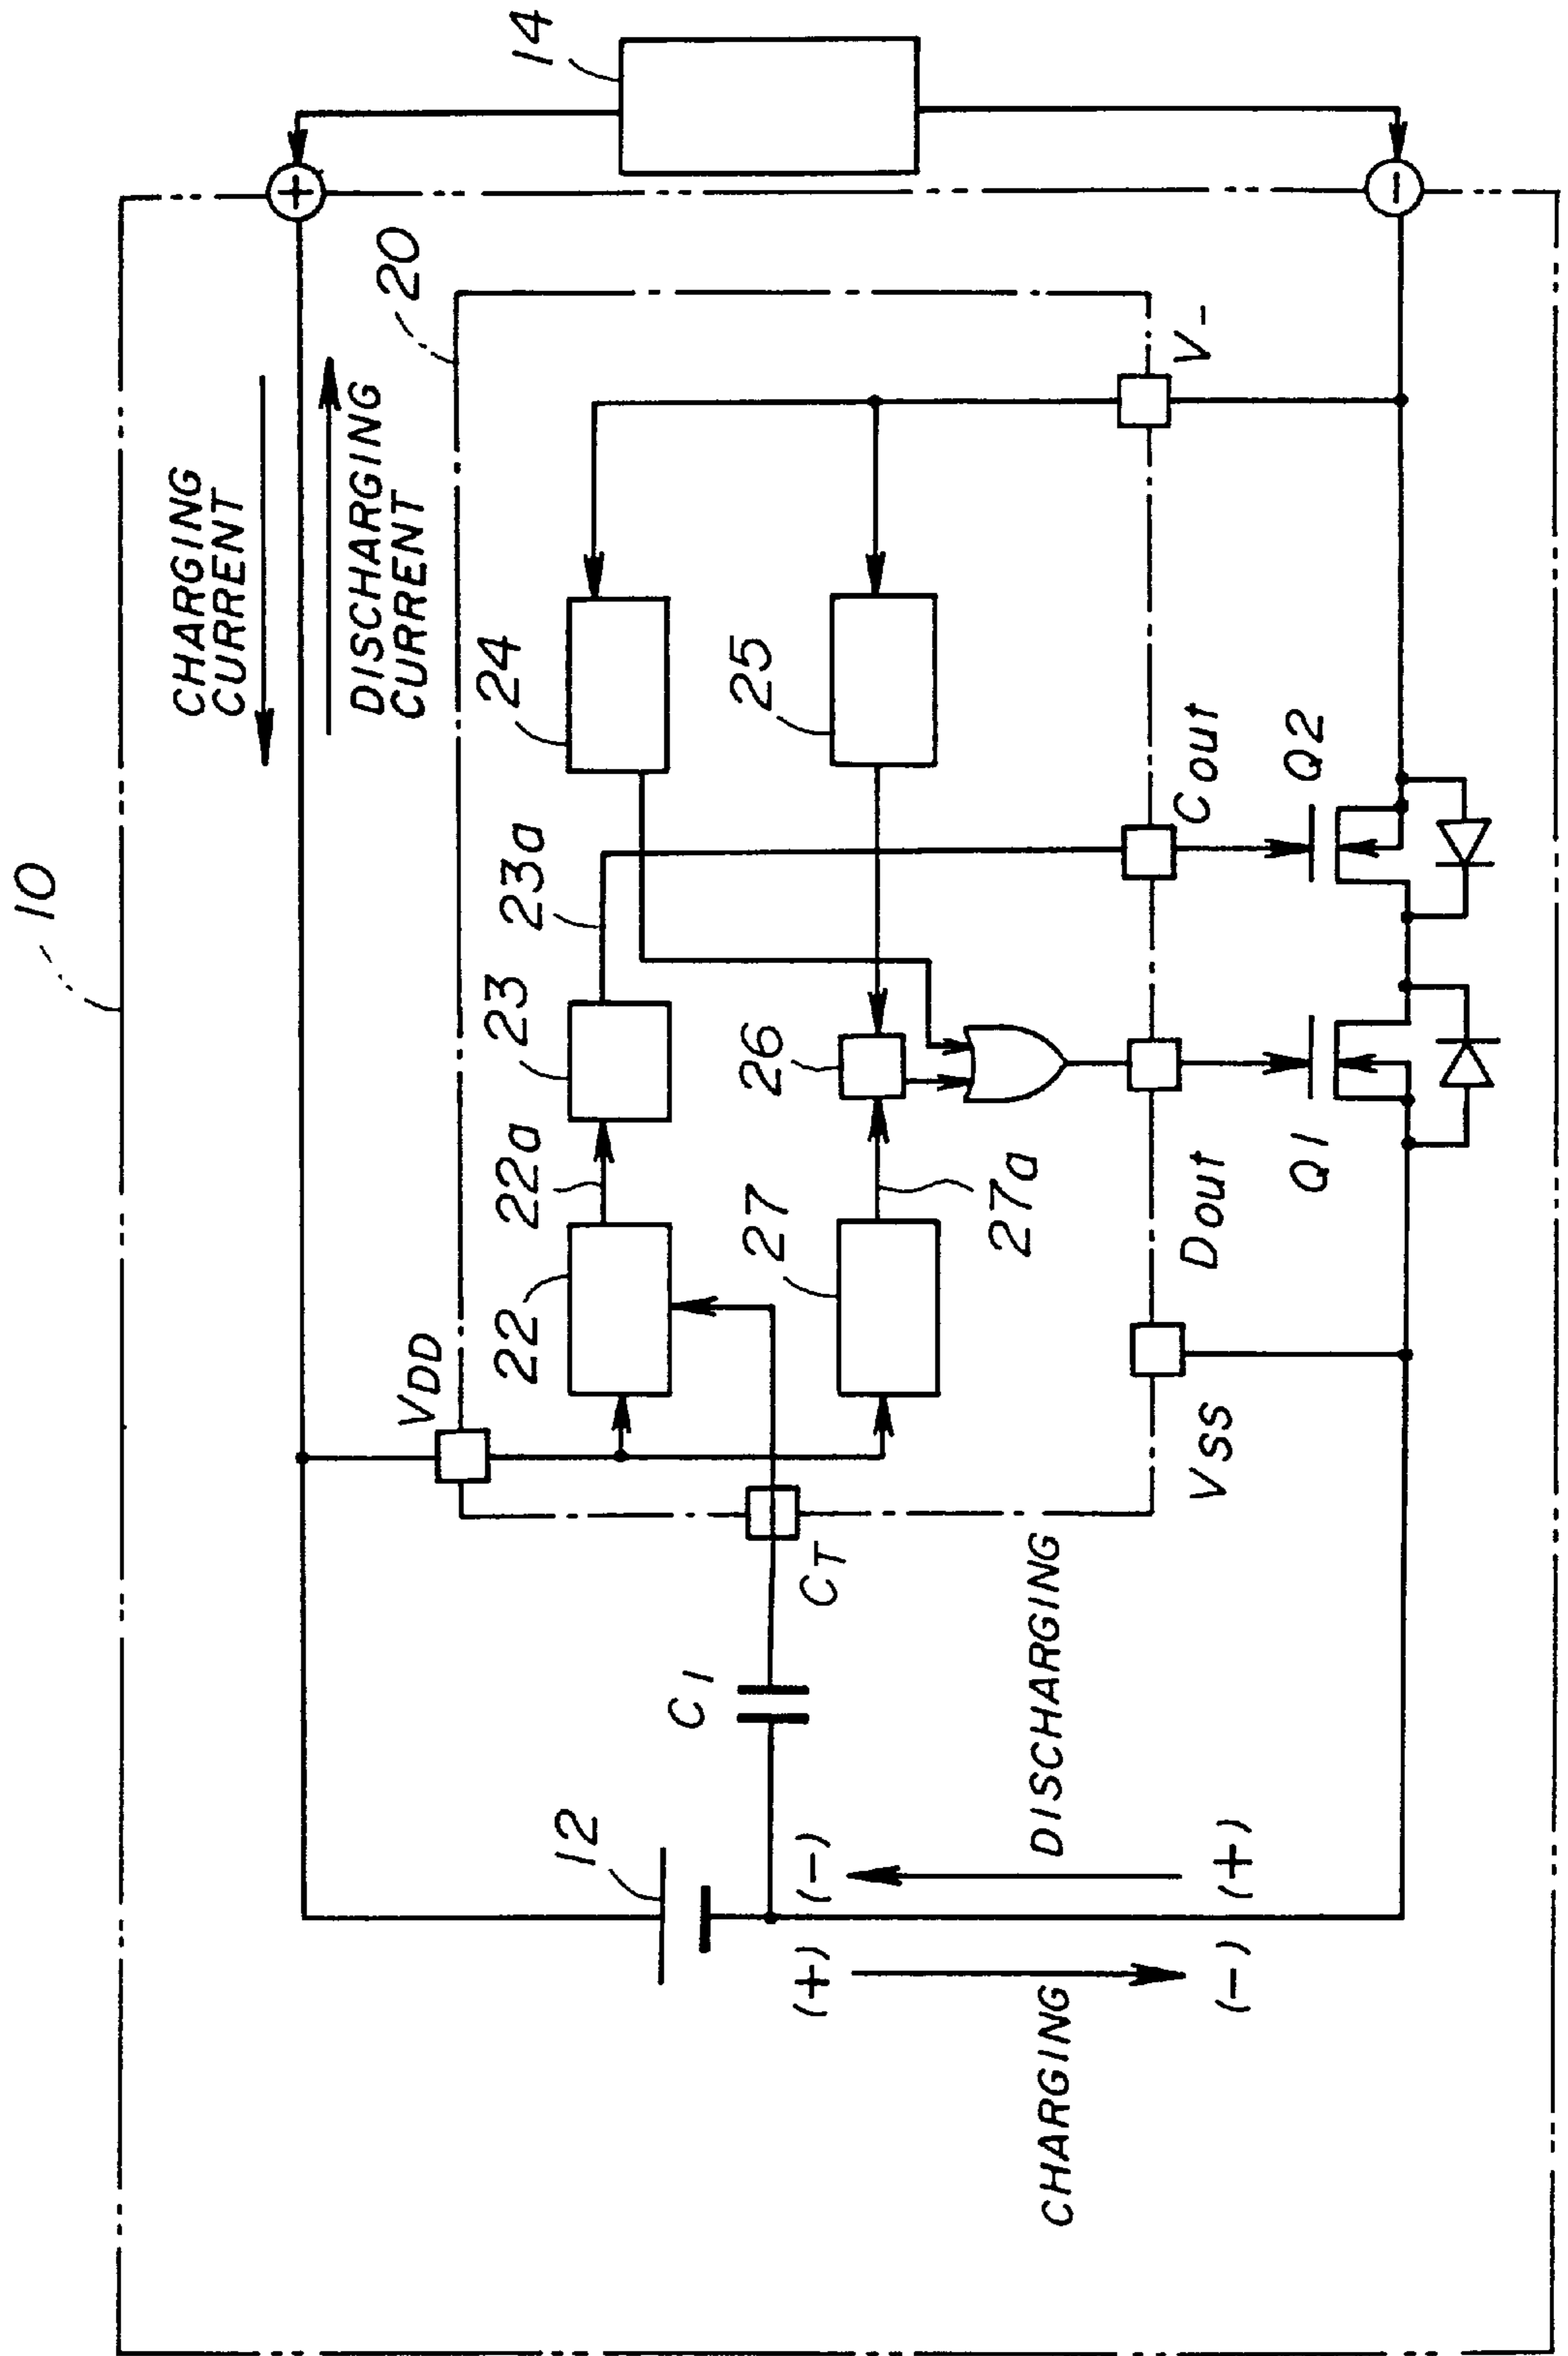 10
14
+
CHARGING
CURRENT
DISCHARGING
CURRENT
20
VDD
22
22a
23
23a
24
12
C1
CT
27
26
25
27a
(+)
(-)
CHARGING
DISCHARGING
(-)
(+)
VSS
Dout
Cout
V-
Q1
Q2
-